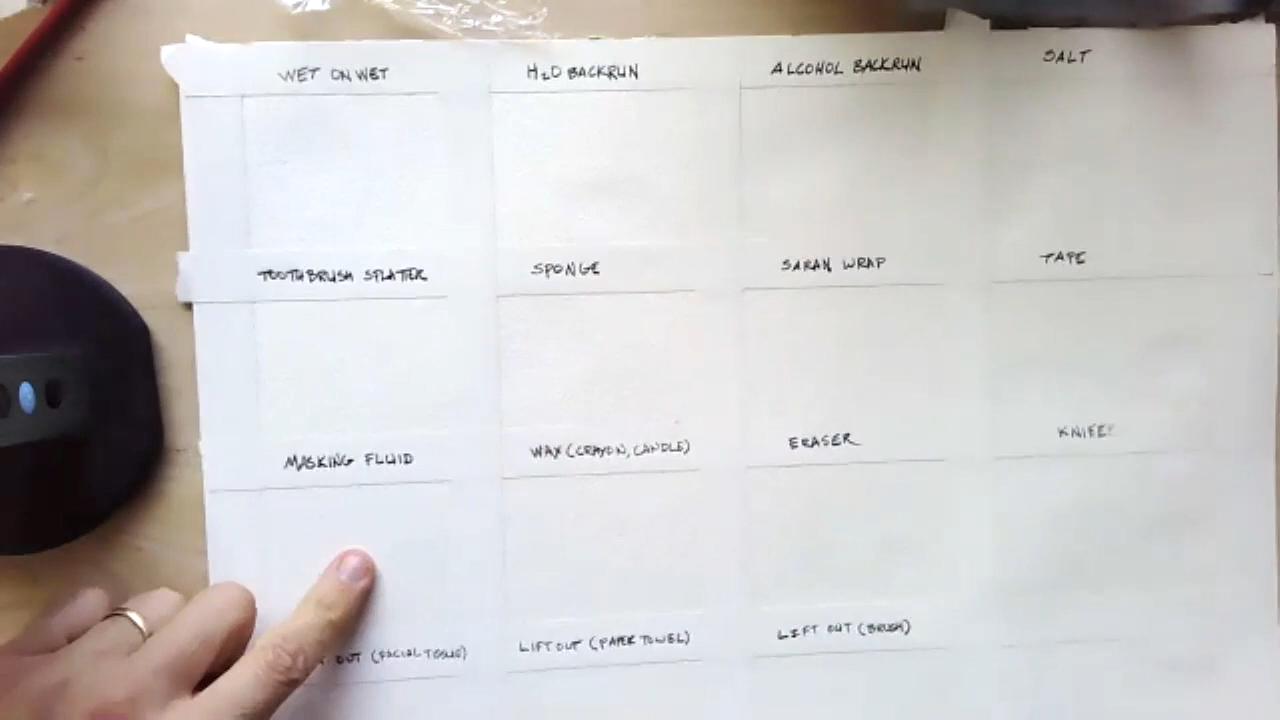 WET ON WET
H2O BACKRUN
ALCOHOL BACKRUN
SALT
TOOTHBRUSH SPLATTER
SPONGE
SARAN WRAP
TAPE
MASKING FLUID
WAX (CRAYON, CANDLE)
ERASER
KNIFE
OUT (FACIAL TISSUE)
LIFT OUT (PAPER TOWEL)
LIFT OUT (BRUSH)